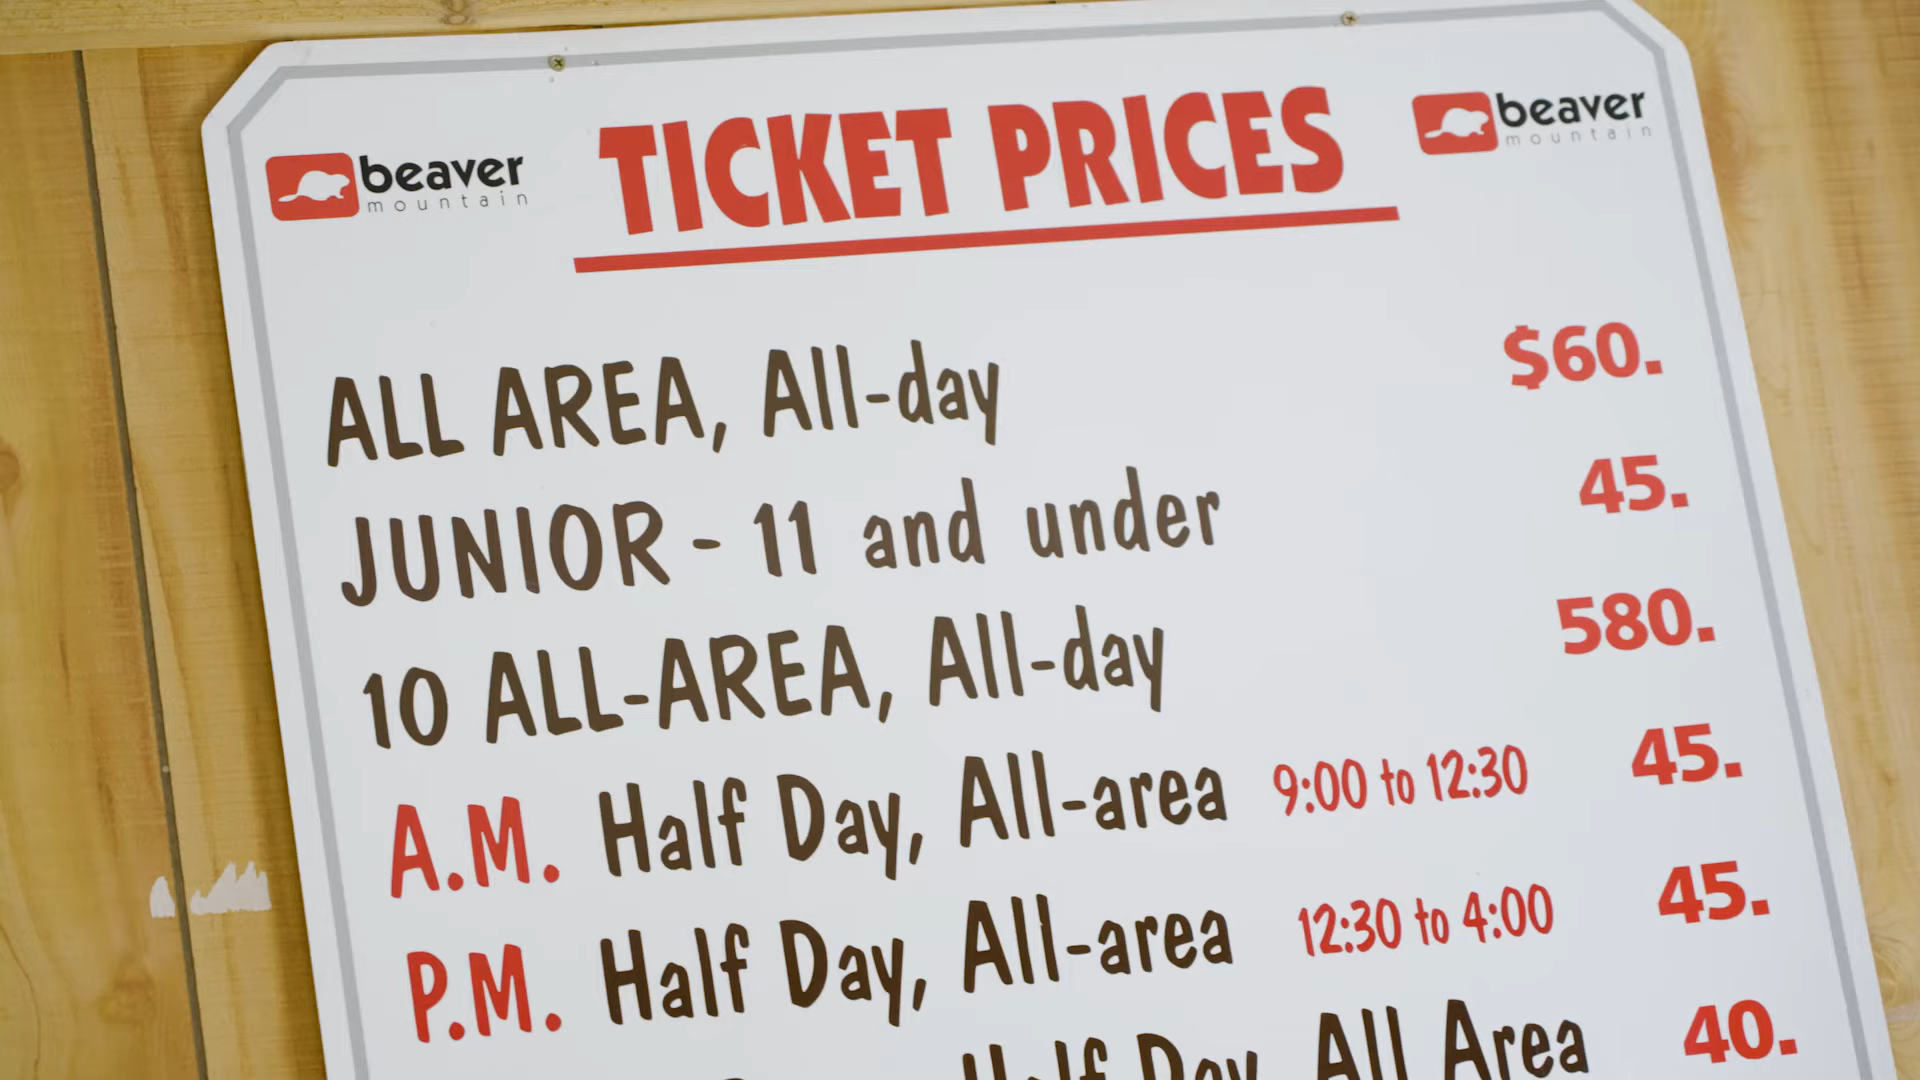 beaver
mountain
TICKET PRICES
beaver
mountain
ALL AREA, All-day $60.
JUNIOR - 11 and under 45.
10 ALL-AREA, All-day 580.
A.M. Half Day, All-area 9:00 to 12:30 45.
P.M. Half Day, All-area 12:30 to 4:00 45.
Half Day, All Area 40.